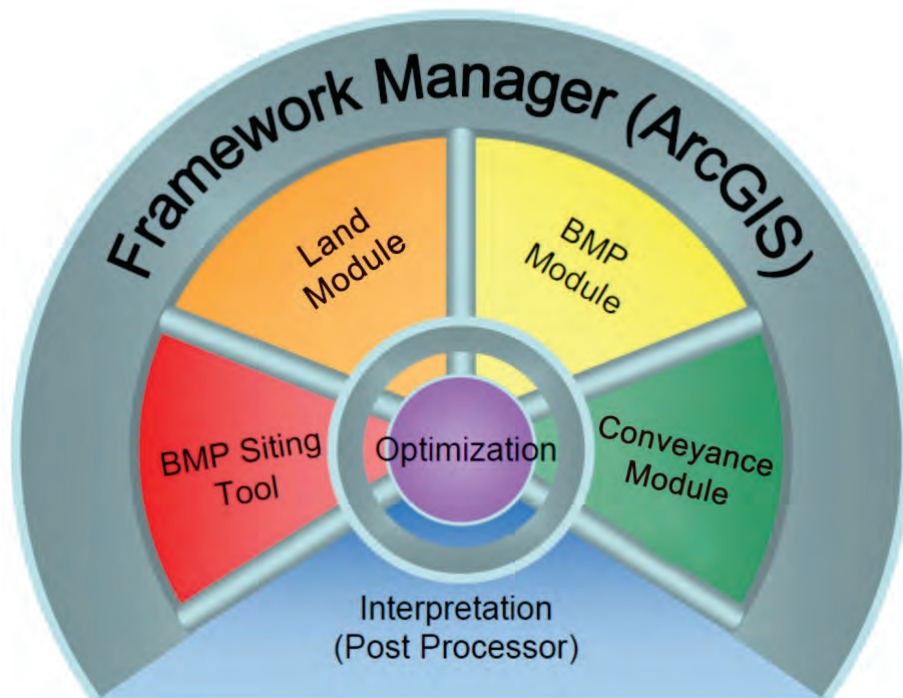 Framework Manager (ArcGIS)
Land
Module
BMP
Module
BMP Siting
Tool
Optimization
Conveyance
Module
Interpretation
(Post Processor)